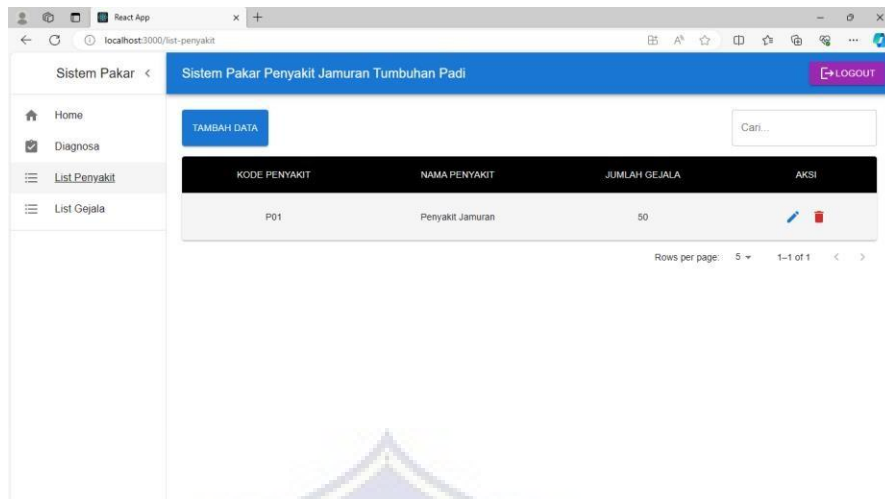 React App
localhost:3000/list-penyakit
Sistem Pakar
Sistem Pakar Penyakit Jamuran Tumbuhan Padi
LOGOUT
Home
Diagnosa
List Penyakit
List Gejala
TAMBAH DATA
Cari...
KODE PENYAKIT NAMA PENYAKIT JUMLAH GEJALA AKSI
P01 Penyakit Jamuran 50
Rows per page: 5 1–1 of 1